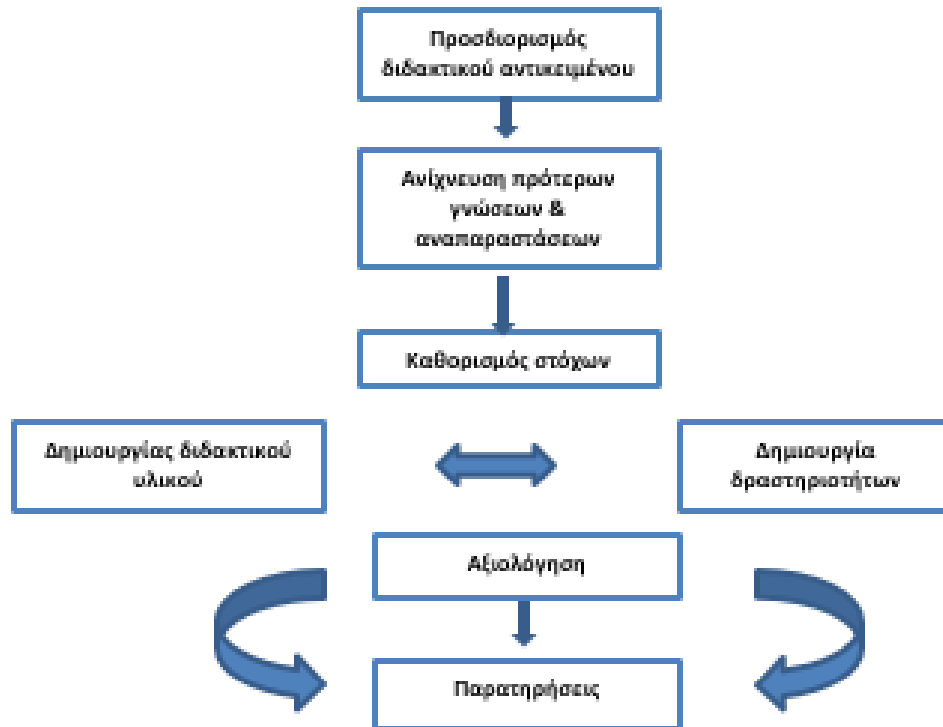 Προσδιορισμός
διδακτικού αντικειμένου
Ανίχνευση πρότερων
γνώσεων &
αναπαραστάσεων
Καθορισμός στόχων
Δημιουργίας διδακτικού
υλικού
Δημιουργία
δραστηριοτήτων
Αξιολόγηση
Παρατηρήσεις